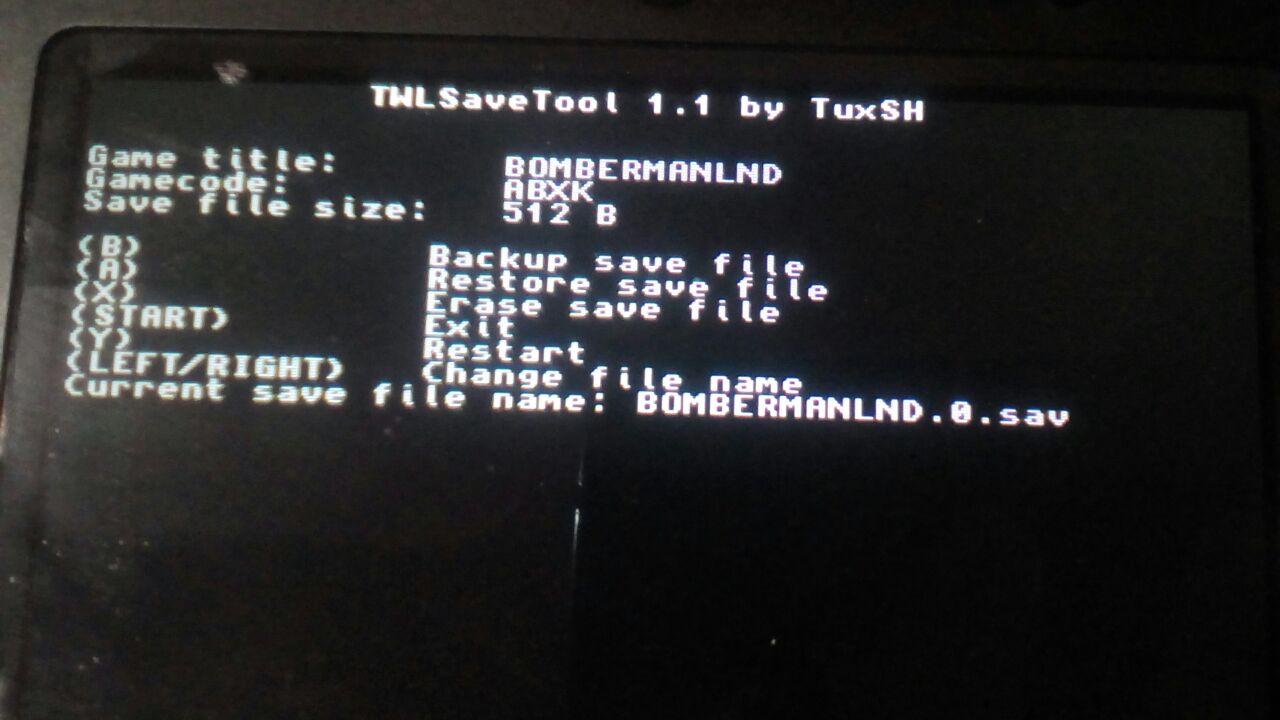 TWLSaveTool 1.1 by TuxSH
Game title: BOMBERMANLND
Gamecode: ABXK
Save file size: 512 B
(B) Backup save file
(A) Restore save file
(X) Erase save file
(START) Exit
(Y) Restart
(LEFT/RIGHT) Change file name
Current save file name: BOMBERMANLND.0.sav